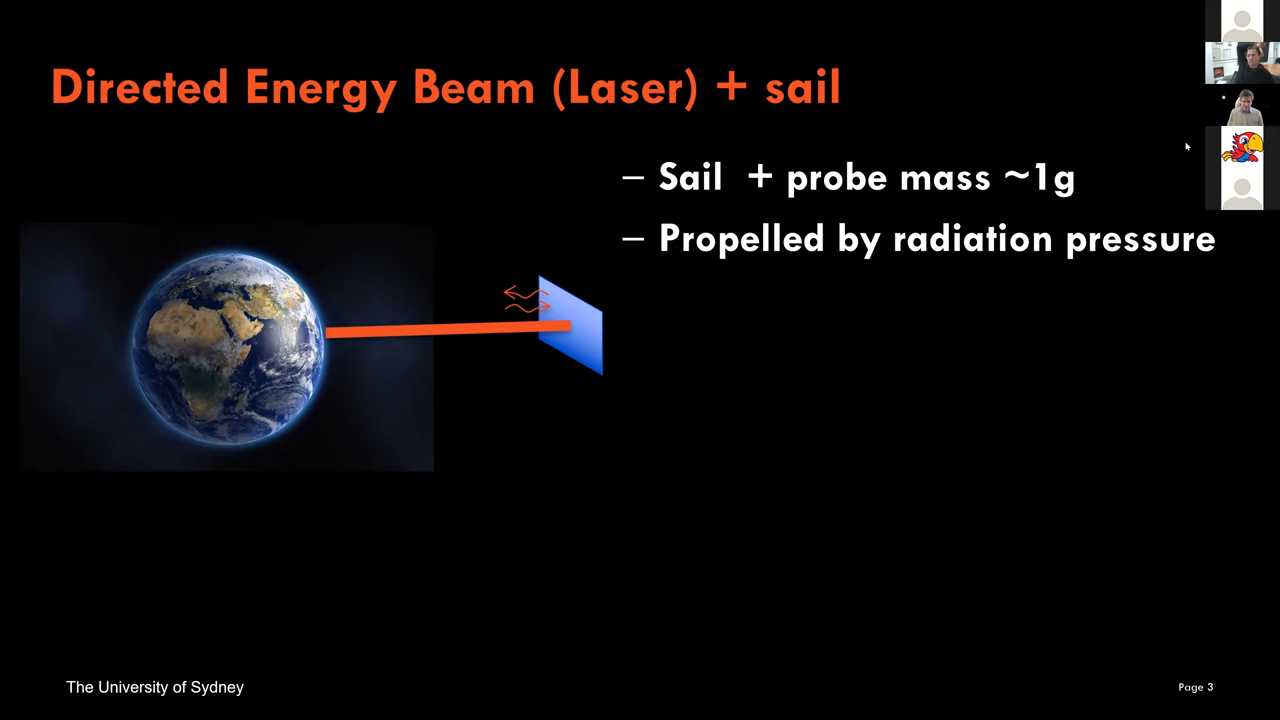 Directed Energy Beam (Laser) + sail
– Sail + probe mass ~1g
– Propelled by radiation pressure
The University of Sydney
Page 3